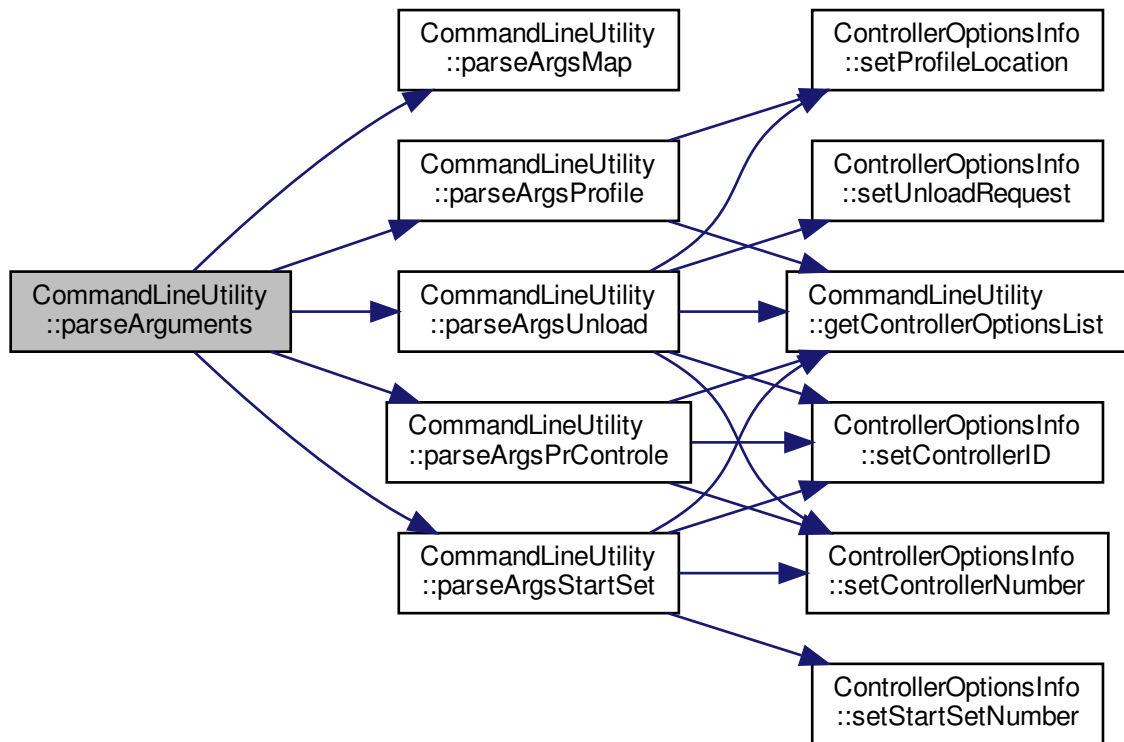 CommandLineUtility
::parseArguments
CommandLineUtility
::parseArgsMap
CommandLineUtility
::parseArgsProfile
CommandLineUtility
::parseArgsUnload
CommandLineUtility
::parseArgsPrControle
CommandLineUtility
::parseArgsStartSet
ControllerOptionsInfo
::setProfileLocation
ControllerOptionsInfo
::setUnloadRequest
CommandLineUtility
::getControllerOptionsList
ControllerOptionsInfo
::setControllerID
ControllerOptionsInfo
::setControllerNumber
ControllerOptionsInfo
::setStartSetNumber